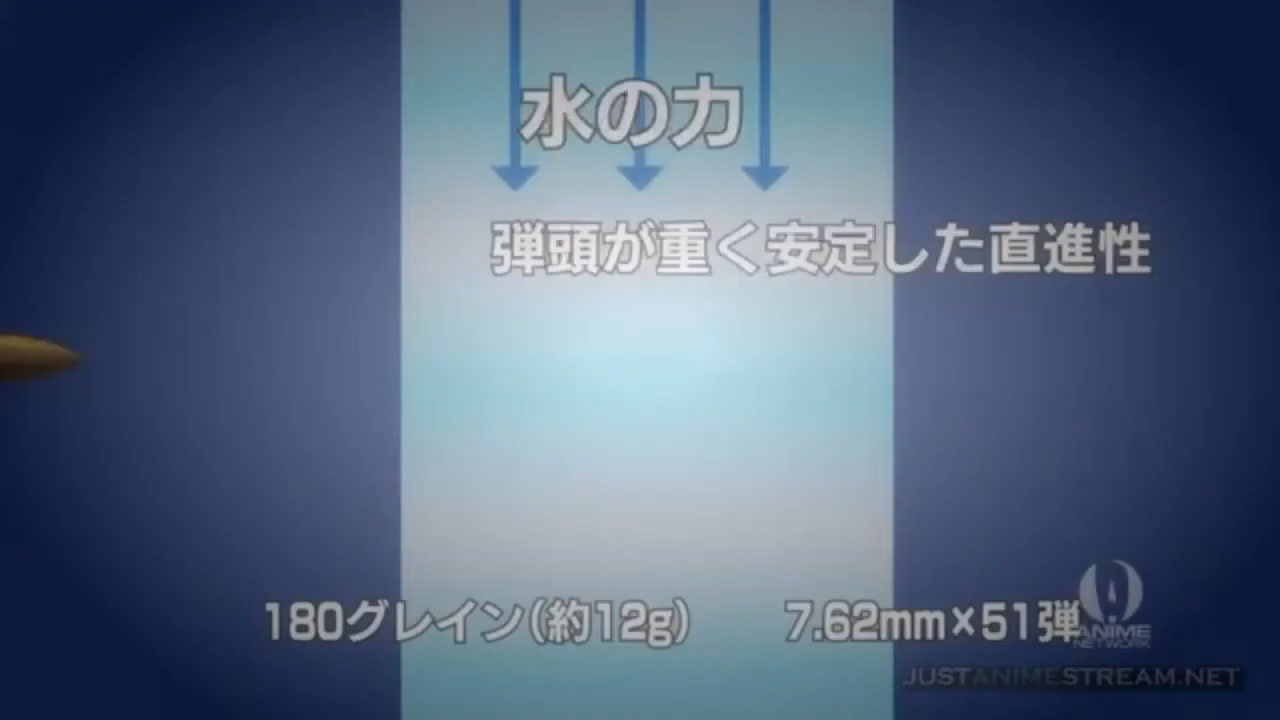 水の力
弾頭が重く安定した直進性
180グレイン(約12g) 7.62mm×51弾
ANIME
NETWORK
JUSTANIMESTREAM.NET